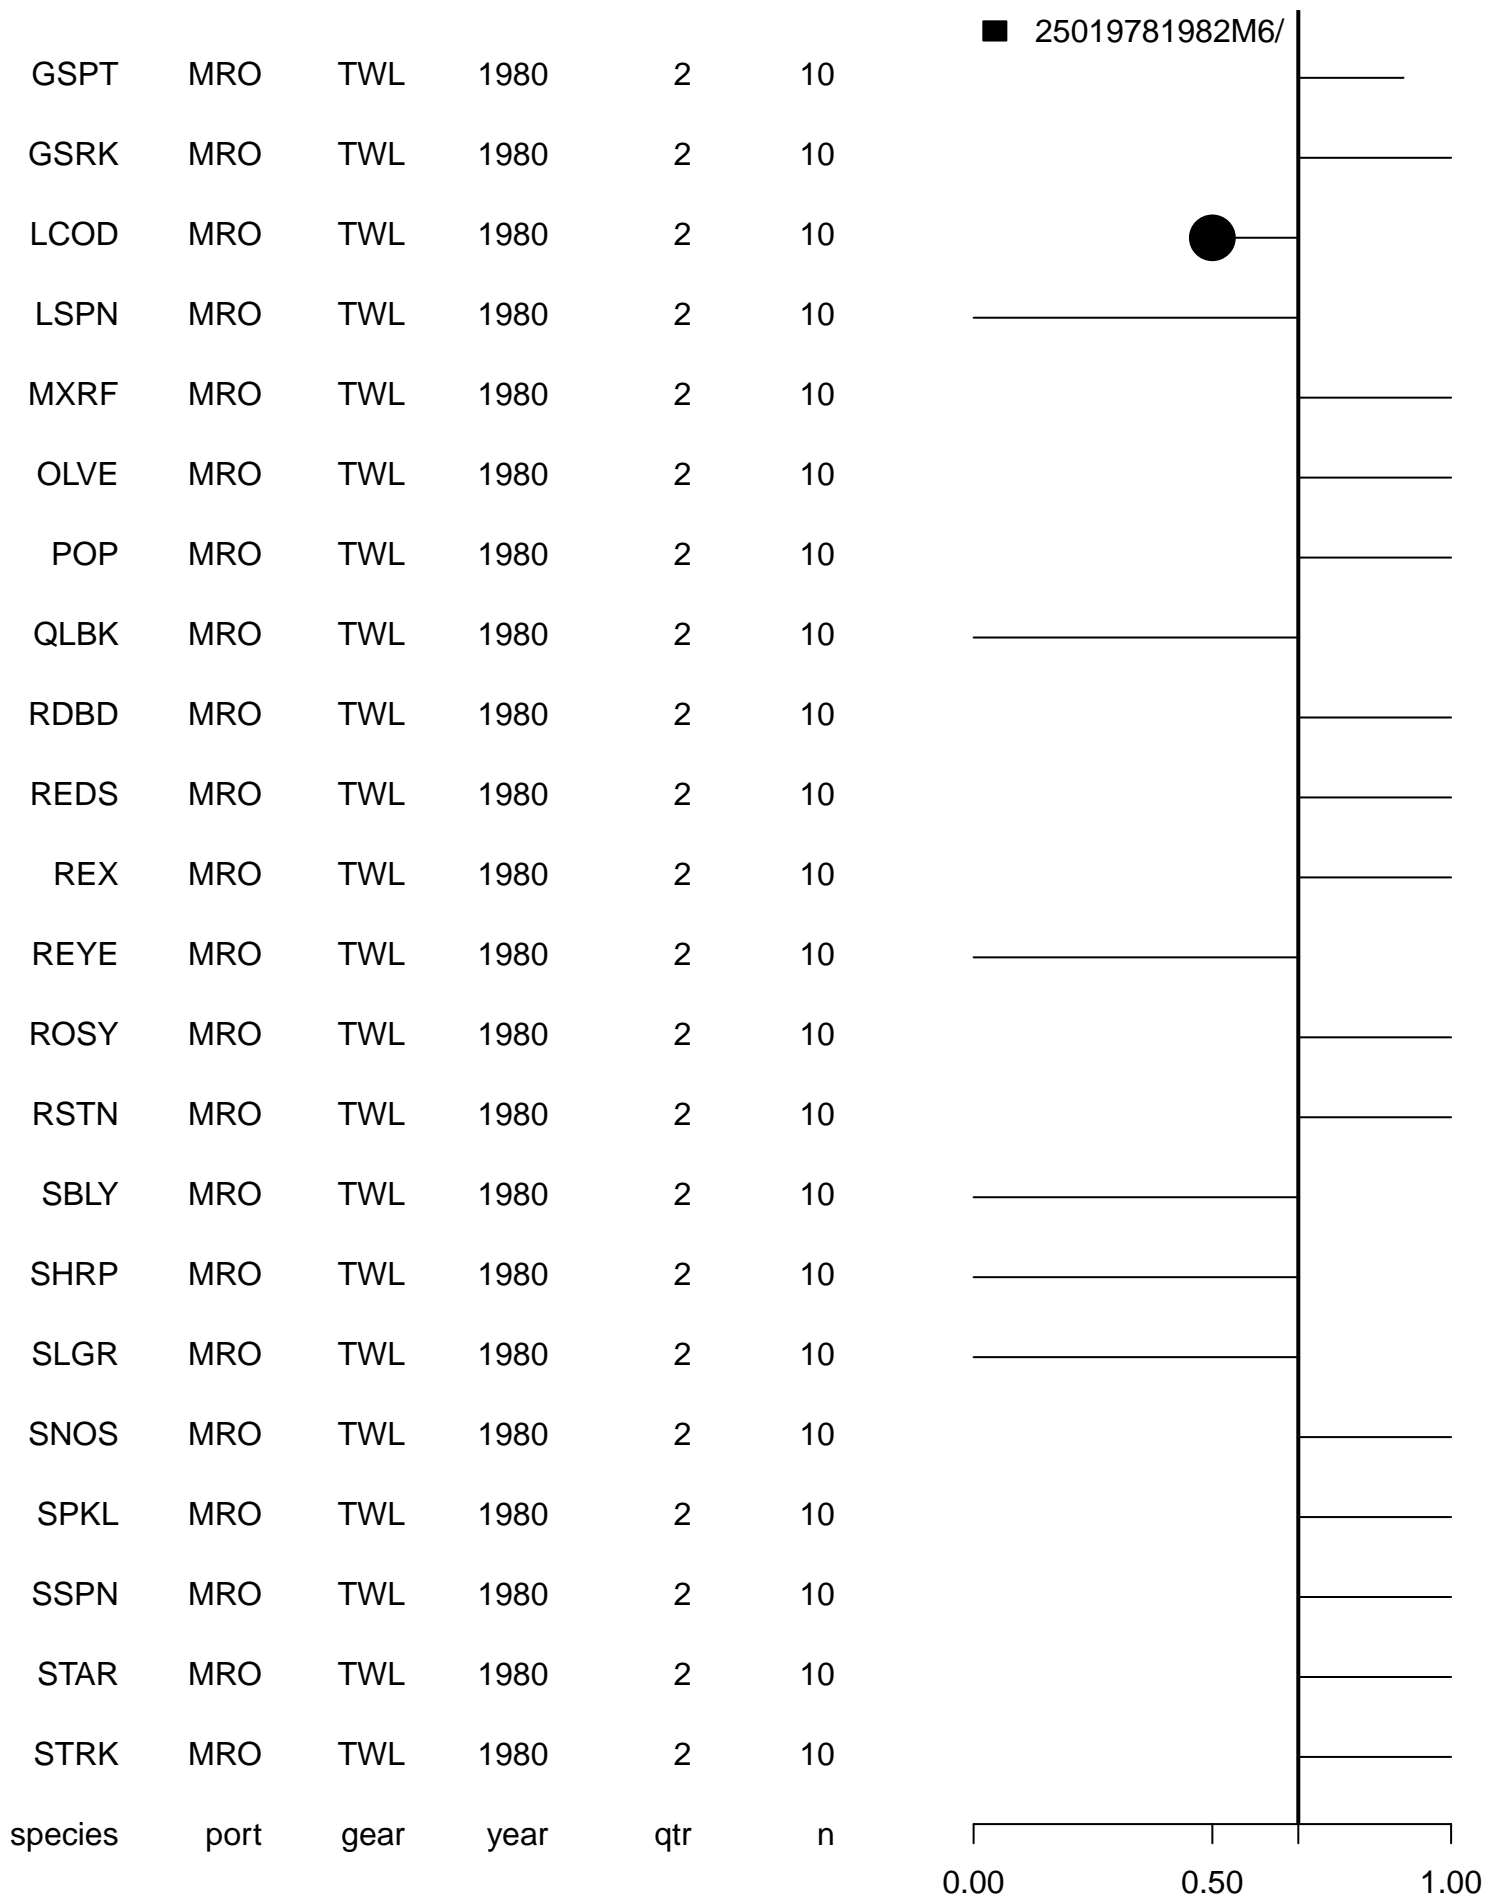 25019781982M6/
GSPT MRO TWL 1980 2 10
GSRK MRO TWL 1980 2 10
LCOD MRO TWL 1980 2 10
LSPN MRO TWL 1980 2 10
MXRF MRO TWL 1980 2 10
OLVE MRO TWL 1980 2 10
POP MRO TWL 1980 2 10
QLBK MRO TWL 1980 2 10
RDBD MRO TWL 1980 2 10
REDS MRO TWL 1980 2 10
REX MRO TWL 1980 2 10
REYE MRO TWL 1980 2 10
ROSY MRO TWL 1980 2 10
RSTN MRO TWL 1980 2 10
SBLY MRO TWL 1980 2 10
SHRP MRO TWL 1980 2 10
SLGR MRO TWL 1980 2 10
SNOS MRO TWL 1980 2 10
SPKL MRO TWL 1980 2 10
SSPN MRO TWL 1980 2 10
STAR MRO TWL 1980 2 10
STRK MRO TWL 1980 2 10
species port gear year qtr n
0.00 0.50 1.00